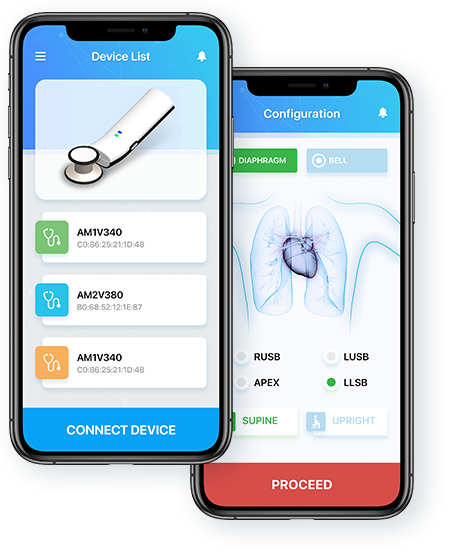 Device List
AM1V340
C0:86:25:21:1D:48
AM2V380
B0:68:52:12:1E:87
AM1V340
C0:86:25:21:1D:48
CONNECT DEVICE
Configuration
DIAPHRAGM
BELL
RUSB
LUSB
APEX
LLSB
SUPINE
UPRIGHT
PROCEED